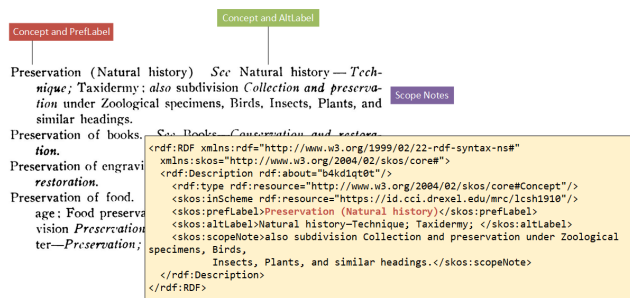 Concept and PrefLabel
Concept and AltLabel
Scope Notes
Preservation (Natural history) See Natural history — Tech-
nique; Taxidermy; also subdivision Collection and preserva-
tion under Zoological specimens, Birds, Insects, Plants, and
similar headings.
Preservation of books. See Books—Conservation and restora-
tion.
Preservation of engravi
restoration.
Preservation of food.
age; Food preserva
vision Preservation
ter—Preservation;
<rdf:RDF xmlns:rdf="http://www.w3.org/1999/02/22-rdf-syntax-ns#"
xmlns:skos="http://www.w3.org/2004/02/skos/core#">
<rdf:Description rdf:about="b4kd1qt0t"/>
<rdf:type rdf:resource="http://www.w3.org/2004/02/skos/core#Concept"/>
<skos:inScheme rdf:resource="https://id.cci.drexel.edu/mrc/lcsh1910"/>
<skos:prefLabel>Preservation (Natural history)</skos:prefLabel>
<skos:altLabel>Natural history—Technique; Taxidermy; </skos:altLabel>
<skos:scopeNote>also subdivision Collection and preservation under Zoological
specimens, Birds,
Insects, Plants, and similar headings.</skos:scopeNote>
</rdf:Description>
</rdf:RDF>